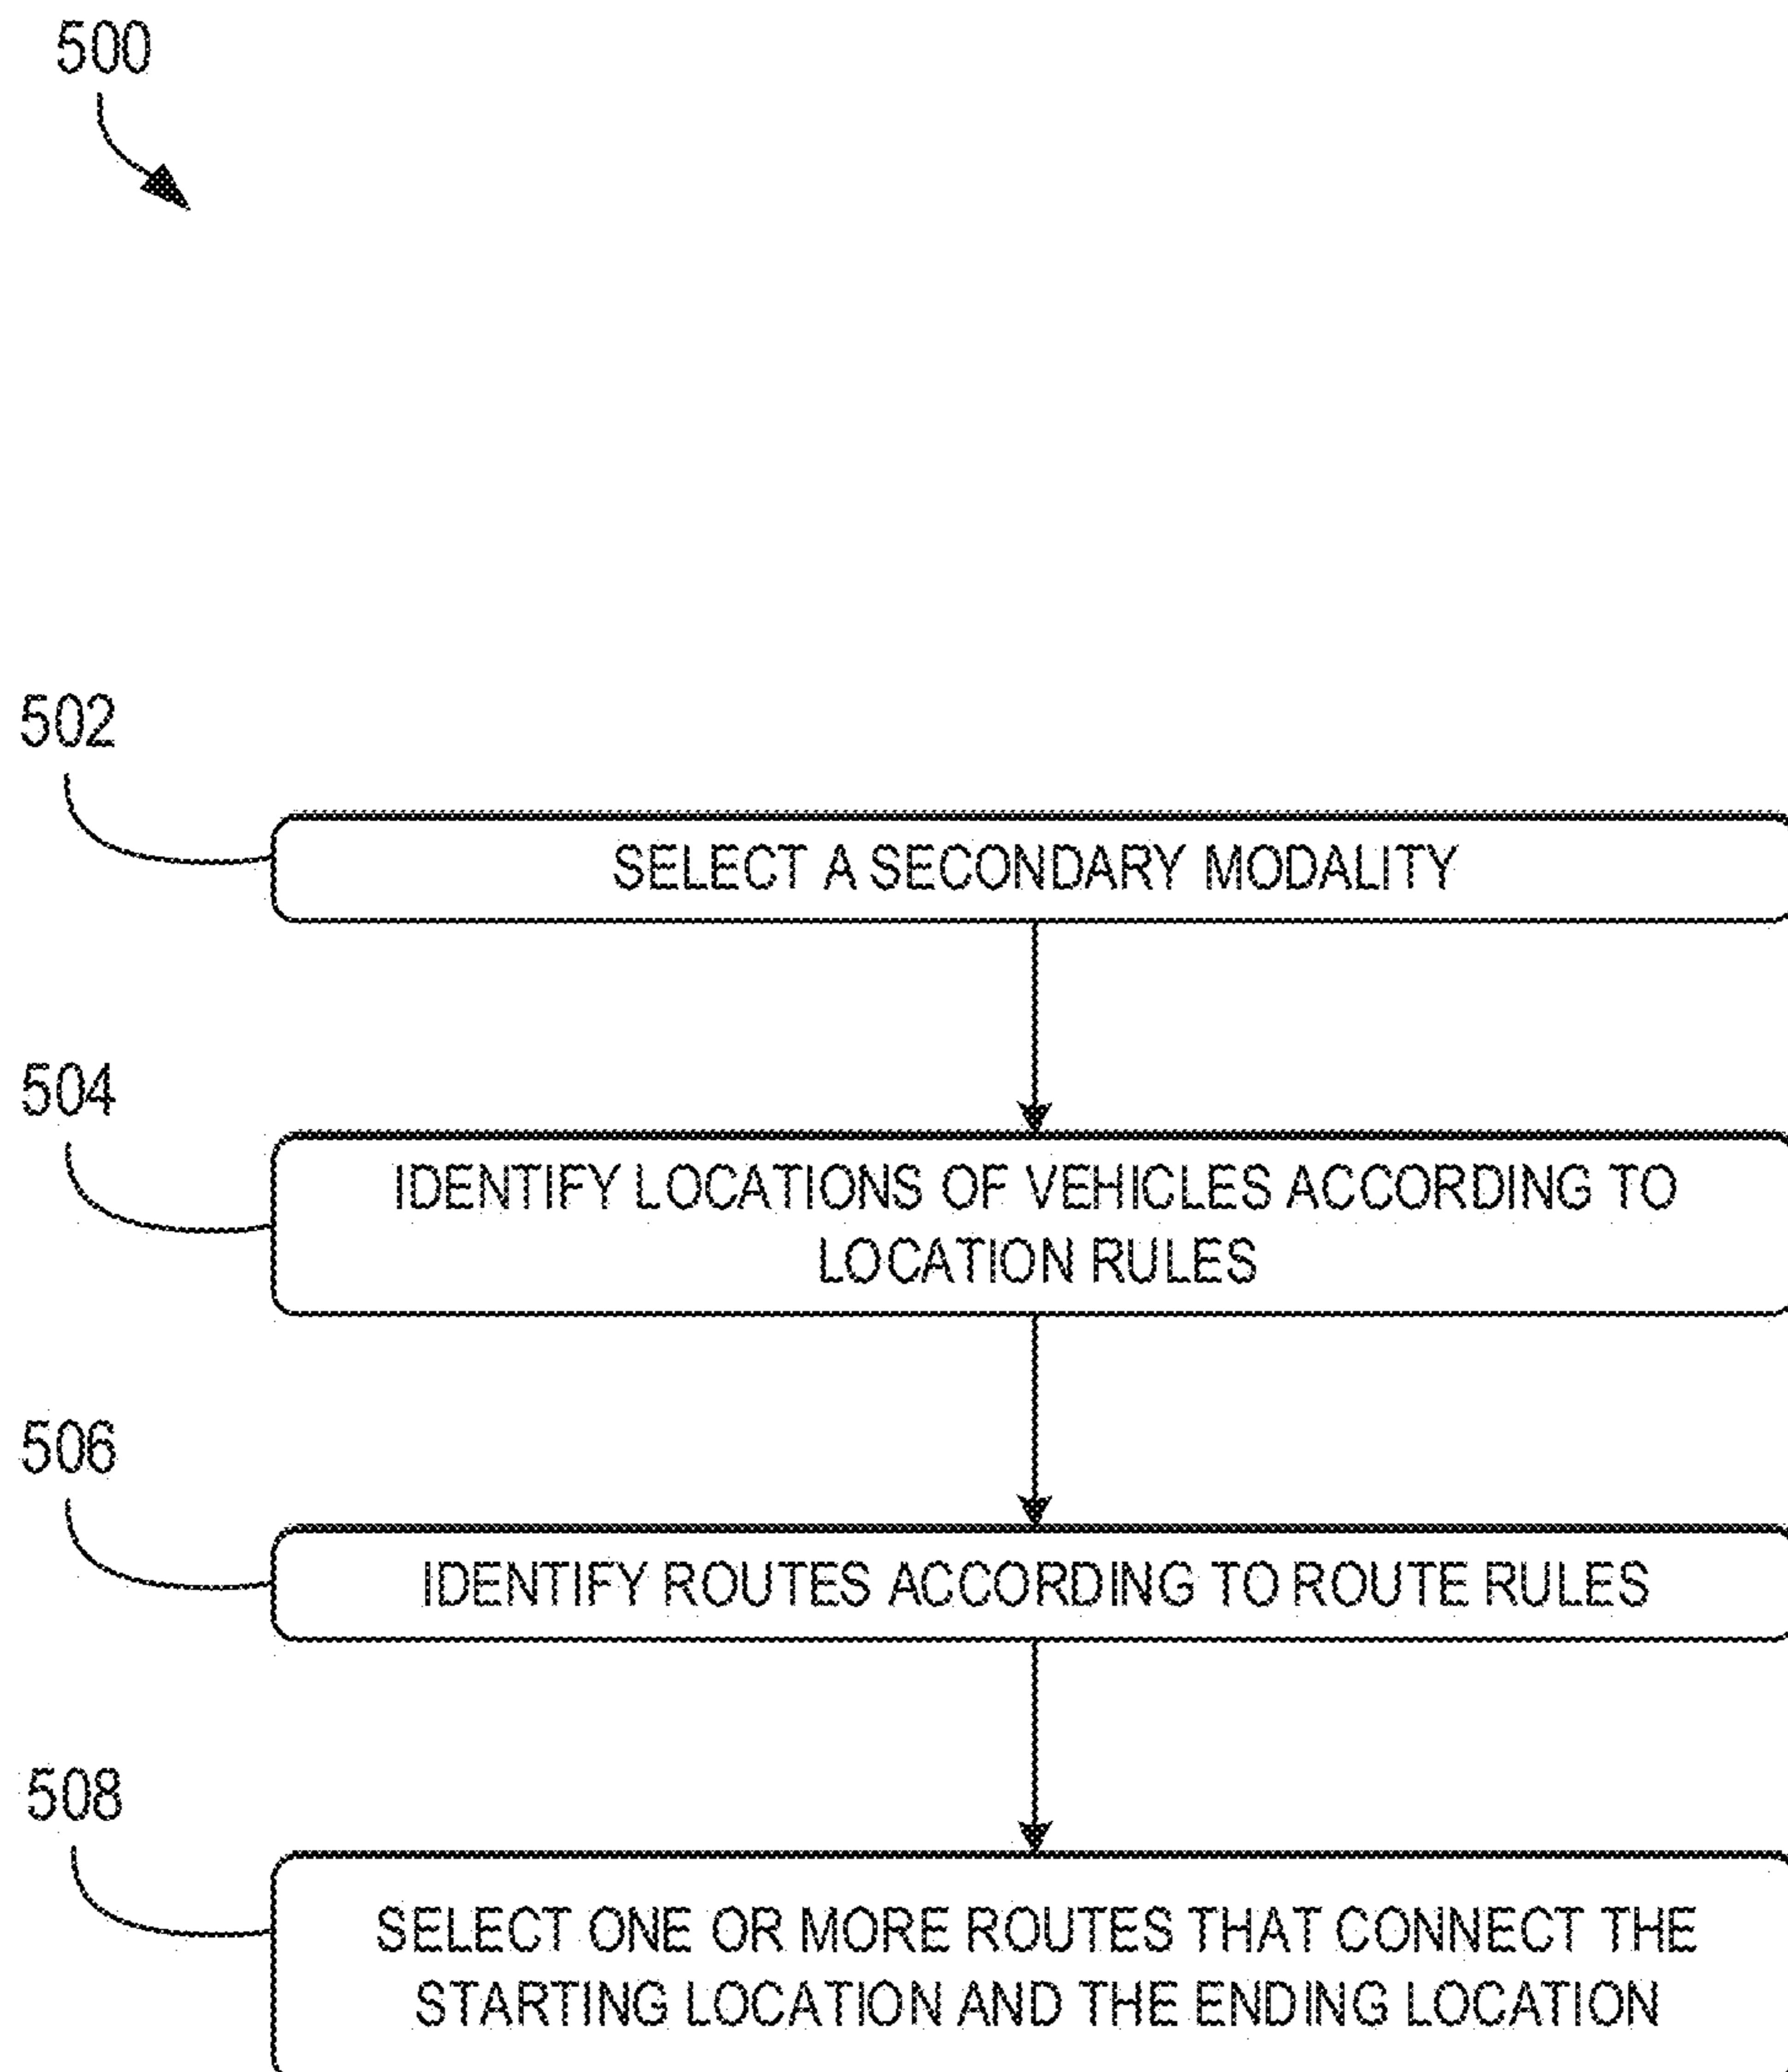 500
502
SELECT A SECONDARY MODALITY
504
IDENTIFY LOCATIONS OF VEHICLES ACCORDING TO
LOCATION RULES
506
IDENTIFY ROUTES ACCORDING TO ROUTE RULES
508
SELECT ONE OR MORE ROUTES THAT CONNECT THE
STARTING LOCATION AND THE ENDING LOCATION